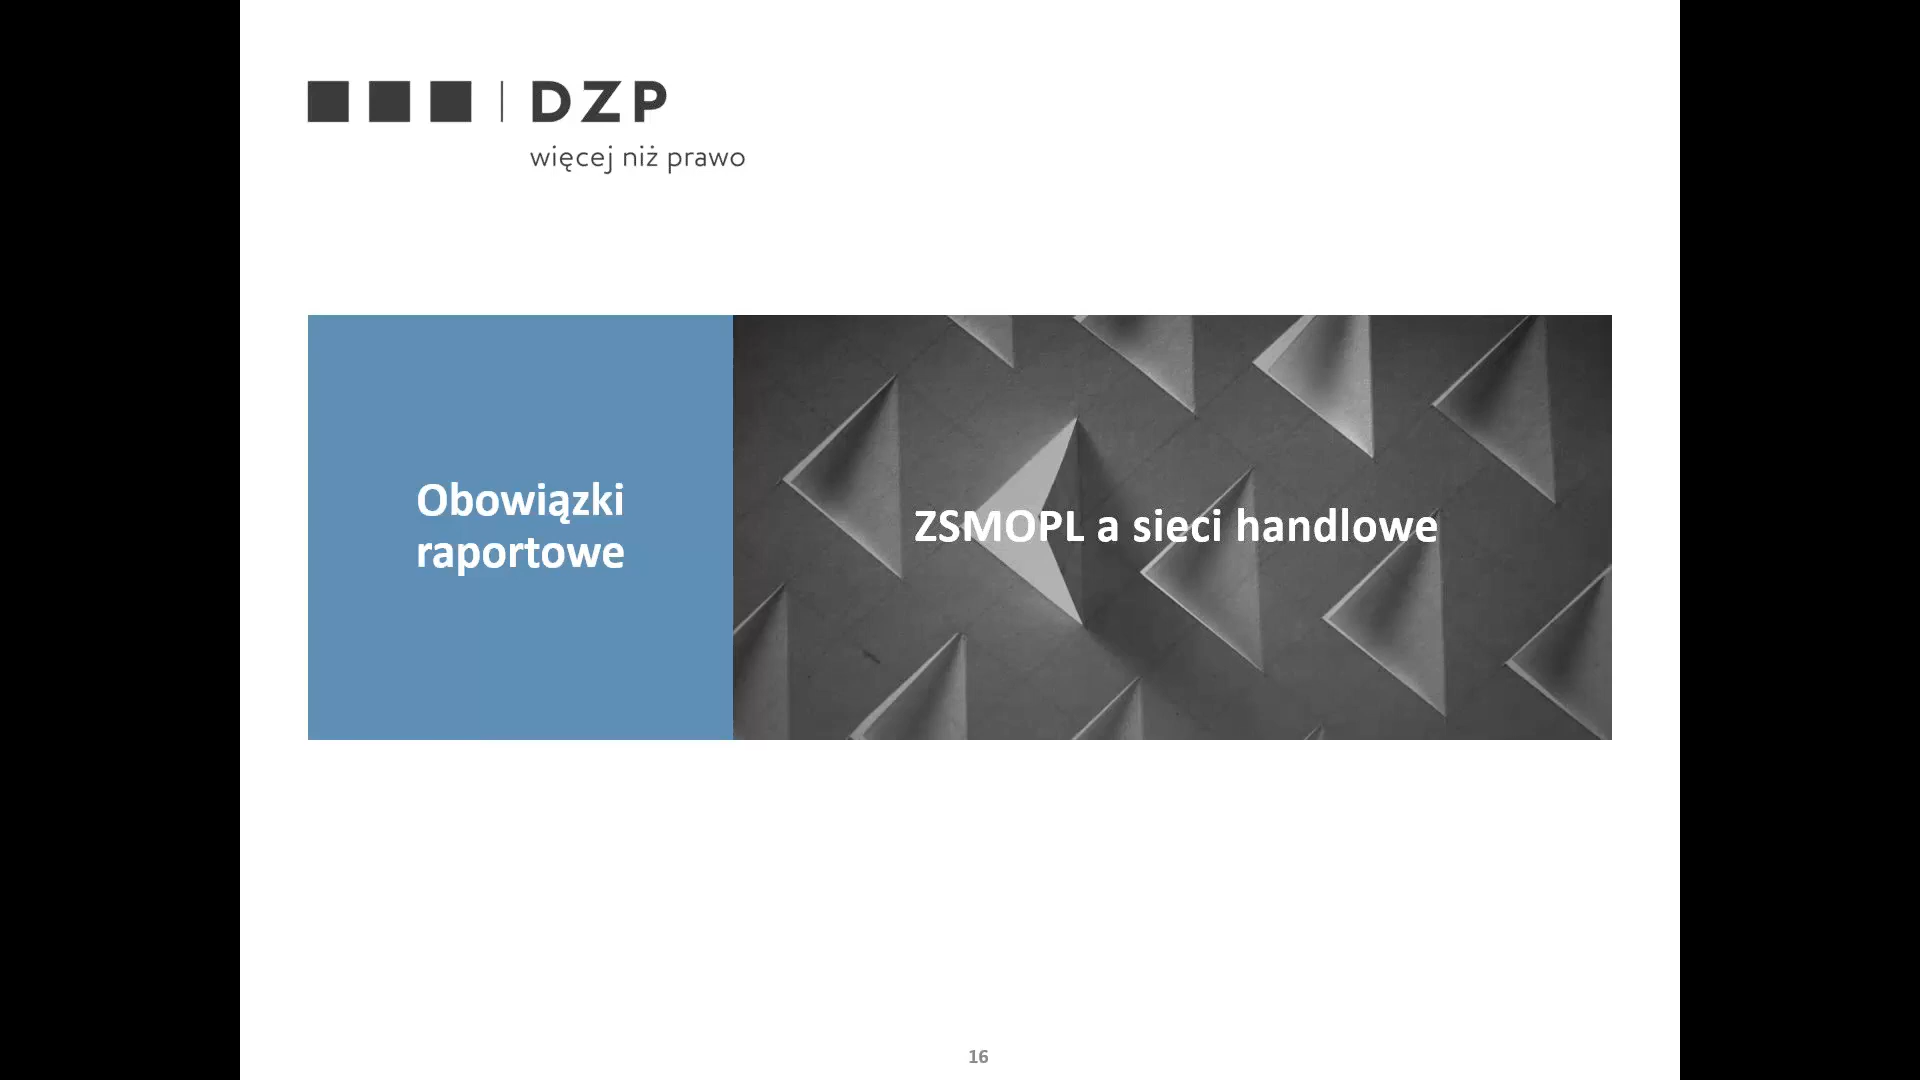 DZP
więcej niż prawo
Obowiązki
raportowe
ZSMOPL a sieci handlowe
16